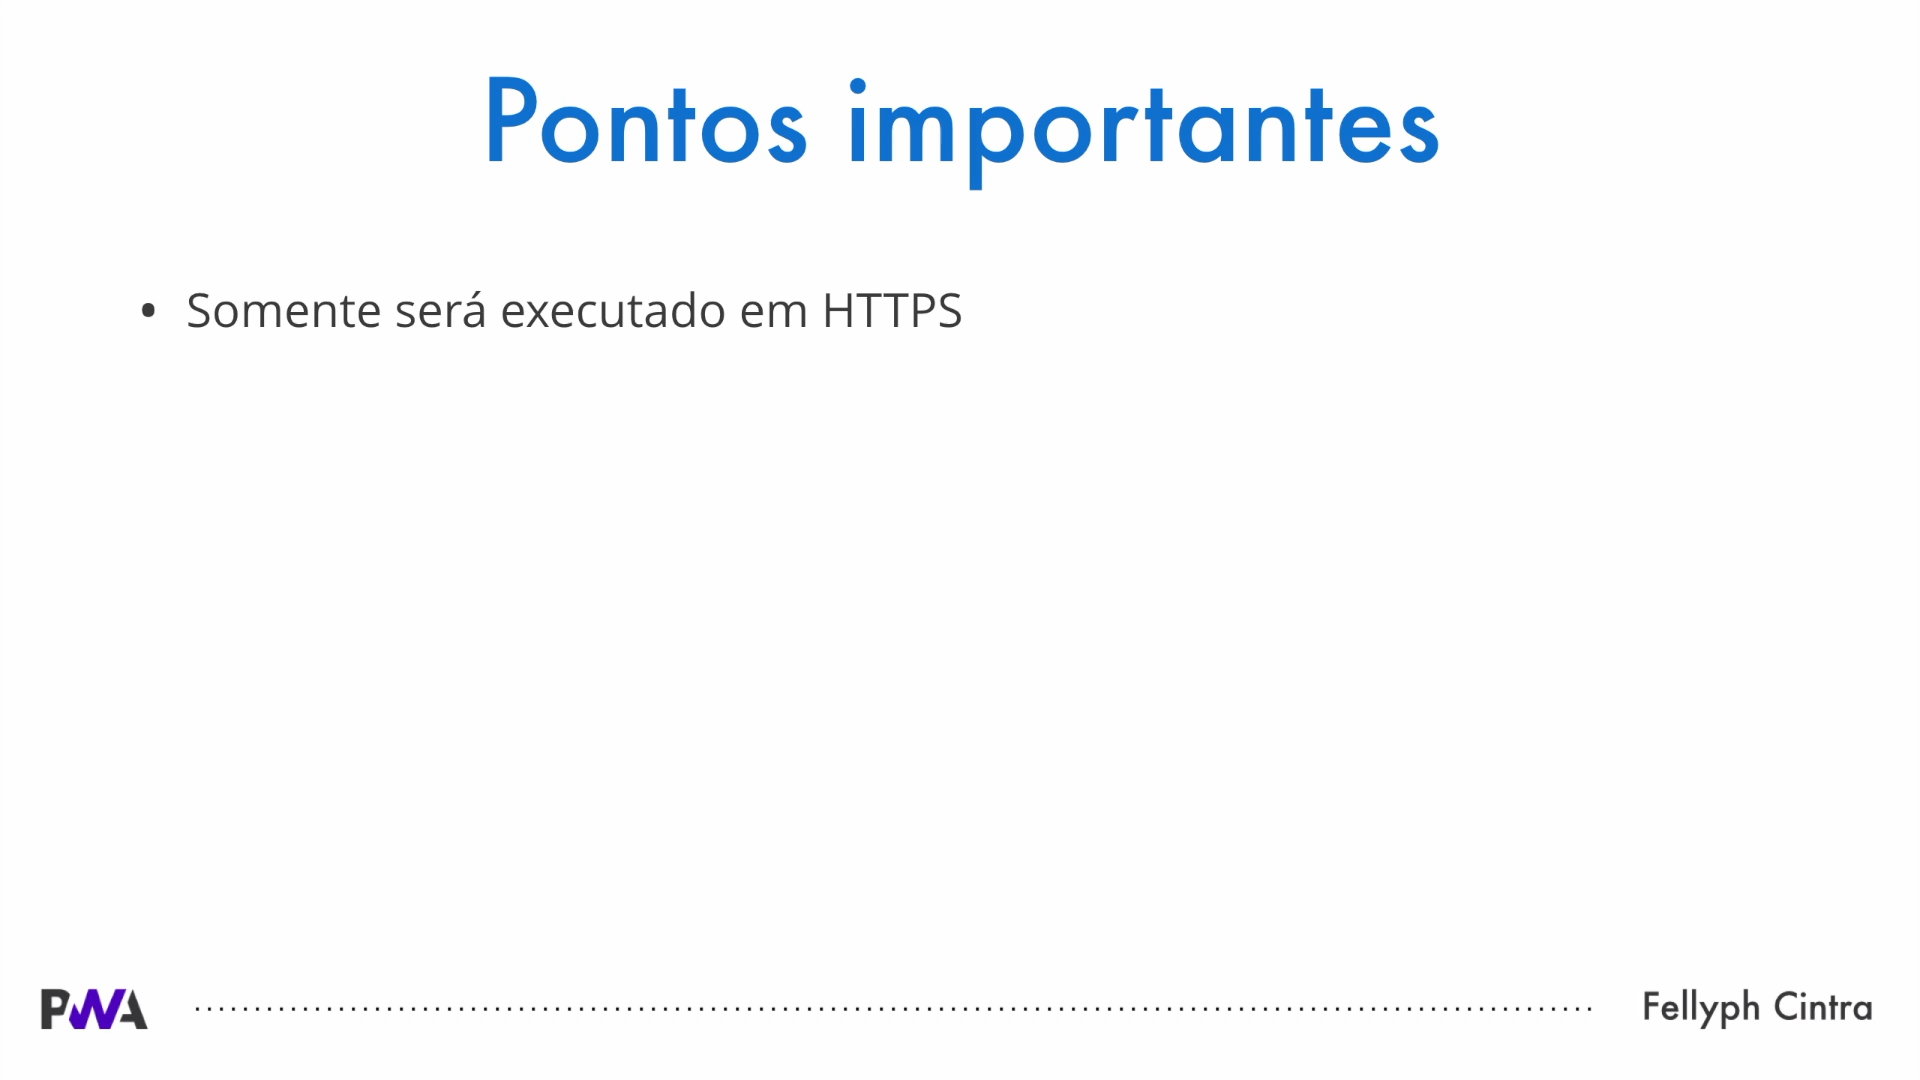 Pontos importantes
• Somente será executado em HTTPS
PWA
Fellyph Cintra